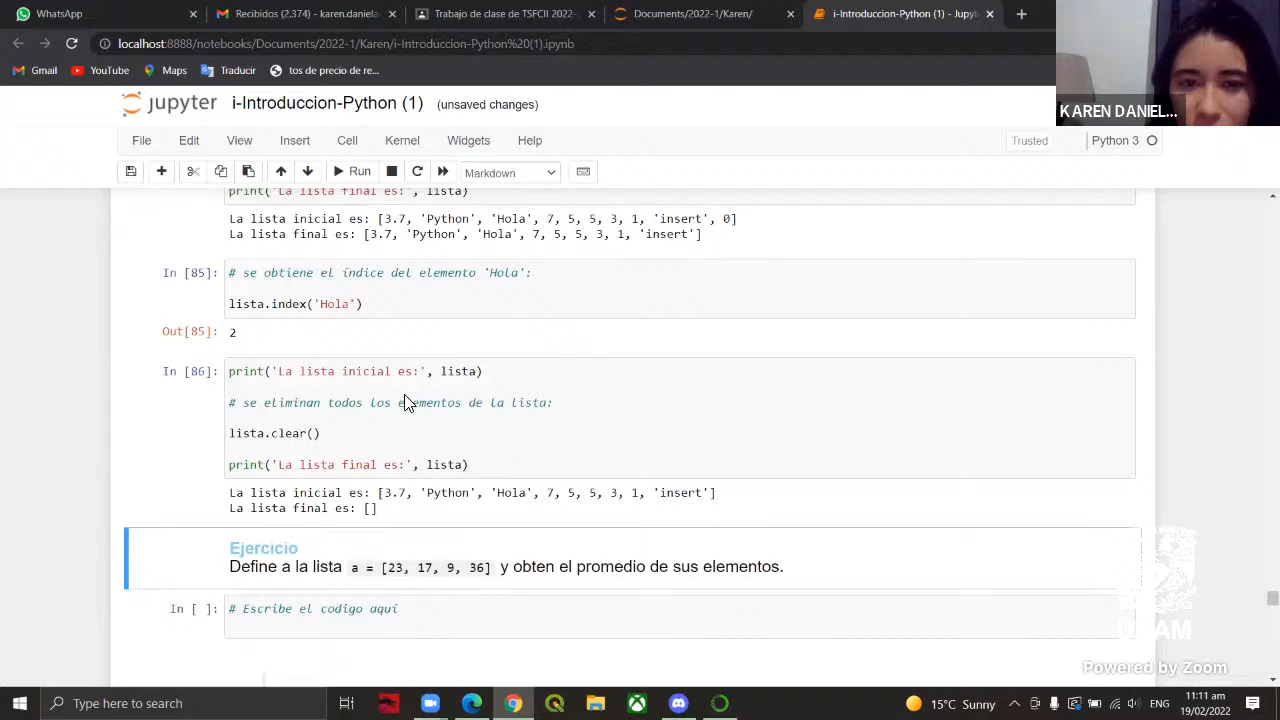 WhatsApp
Recibidos (2.374) - karen.daniela
Trabajo de clase de TSFCII 2022-
Documents/2022-1/Karen/
i-Introduccion-Python (1) - Jupyt
localhost:8888/notebooks/Documents/2022-1/Karen/i-Introduccion-Python%20(1).ipynb
Gmail
YouTube
Maps
Traducir
tos de precio de re...
KAREN DANIEL...
jupyter i-Introduccion-Python (1) (unsaved changes)
File Edit View Insert Cell Kernel Widgets Help
Trusted
Python 3
Run
Markdown
print('La lista final es:', lista)
La lista inicial es: [3.7, 'Python', 'Hola', 7, 5, 5, 3, 1, 'insert', 0]
La lista final es: [3.7, 'Python', 'Hola', 7, 5, 5, 3, 1, 'insert']
In [85]: # se obtiene el índice del elemento 'Hola':
lista.index('Hola')
Out[85]: 2
In [86]: print('La lista inicial es:', lista)
# se eliminan todos los elementos de la lista:
lista.clear()
print('La lista final es:', lista)
La lista inicial es: [3.7, 'Python', 'Hola', 7, 5, 5, 3, 1, 'insert']
La lista final es: []
Ejercicio
Define a la lista a = [23, 17, 9, 36] y obten el promedio de sus elementos.
In [ ]: # Escribe el codigo aquí
UNAM
Powered by Zoom
Type here to search
15°C Sunny
ENG
11:11 am
19/02/2022